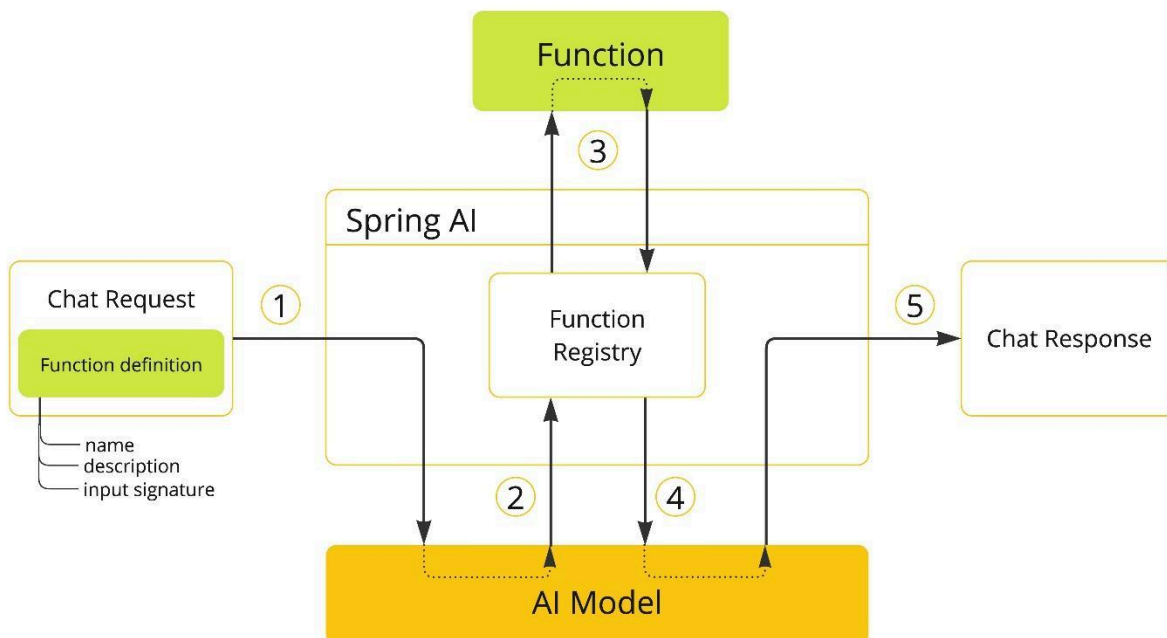 Function
3
Spring AI
Chat Request
1
Function definition
name
description
input signature
Function
Registry
5
Chat Response
2
4
AI Model